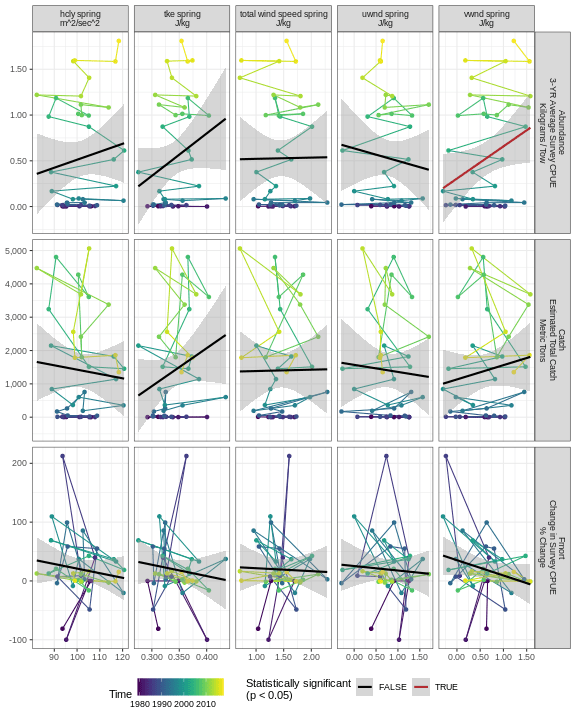 hdly spring
m^2/sec^2
tke spring
J/kg
total wind speed spring
J/kg
uwnd spring
J/kg
vwnd spring
J/kg
1.50
1.00
0.50
0.00
Abundance
3-YR Average Survey CPUE
Kilograms / Tow
5,000
4,000
3,000
2,000
1,000
0
Catch
Estimated Total Catch
Metric Tons
200
100
0
-100
Fmort
Change in Survey CPUE
% Change
90 100 110 120
0.300 0.350 0.400
1.00 1.50 2.00
0.00 0.50 1.00 1.50
0.00 0.50 1.00 1.50
Time
1980 1990 2000 2010
Statistically significant
(p < 0.05)
FALSE
TRUE